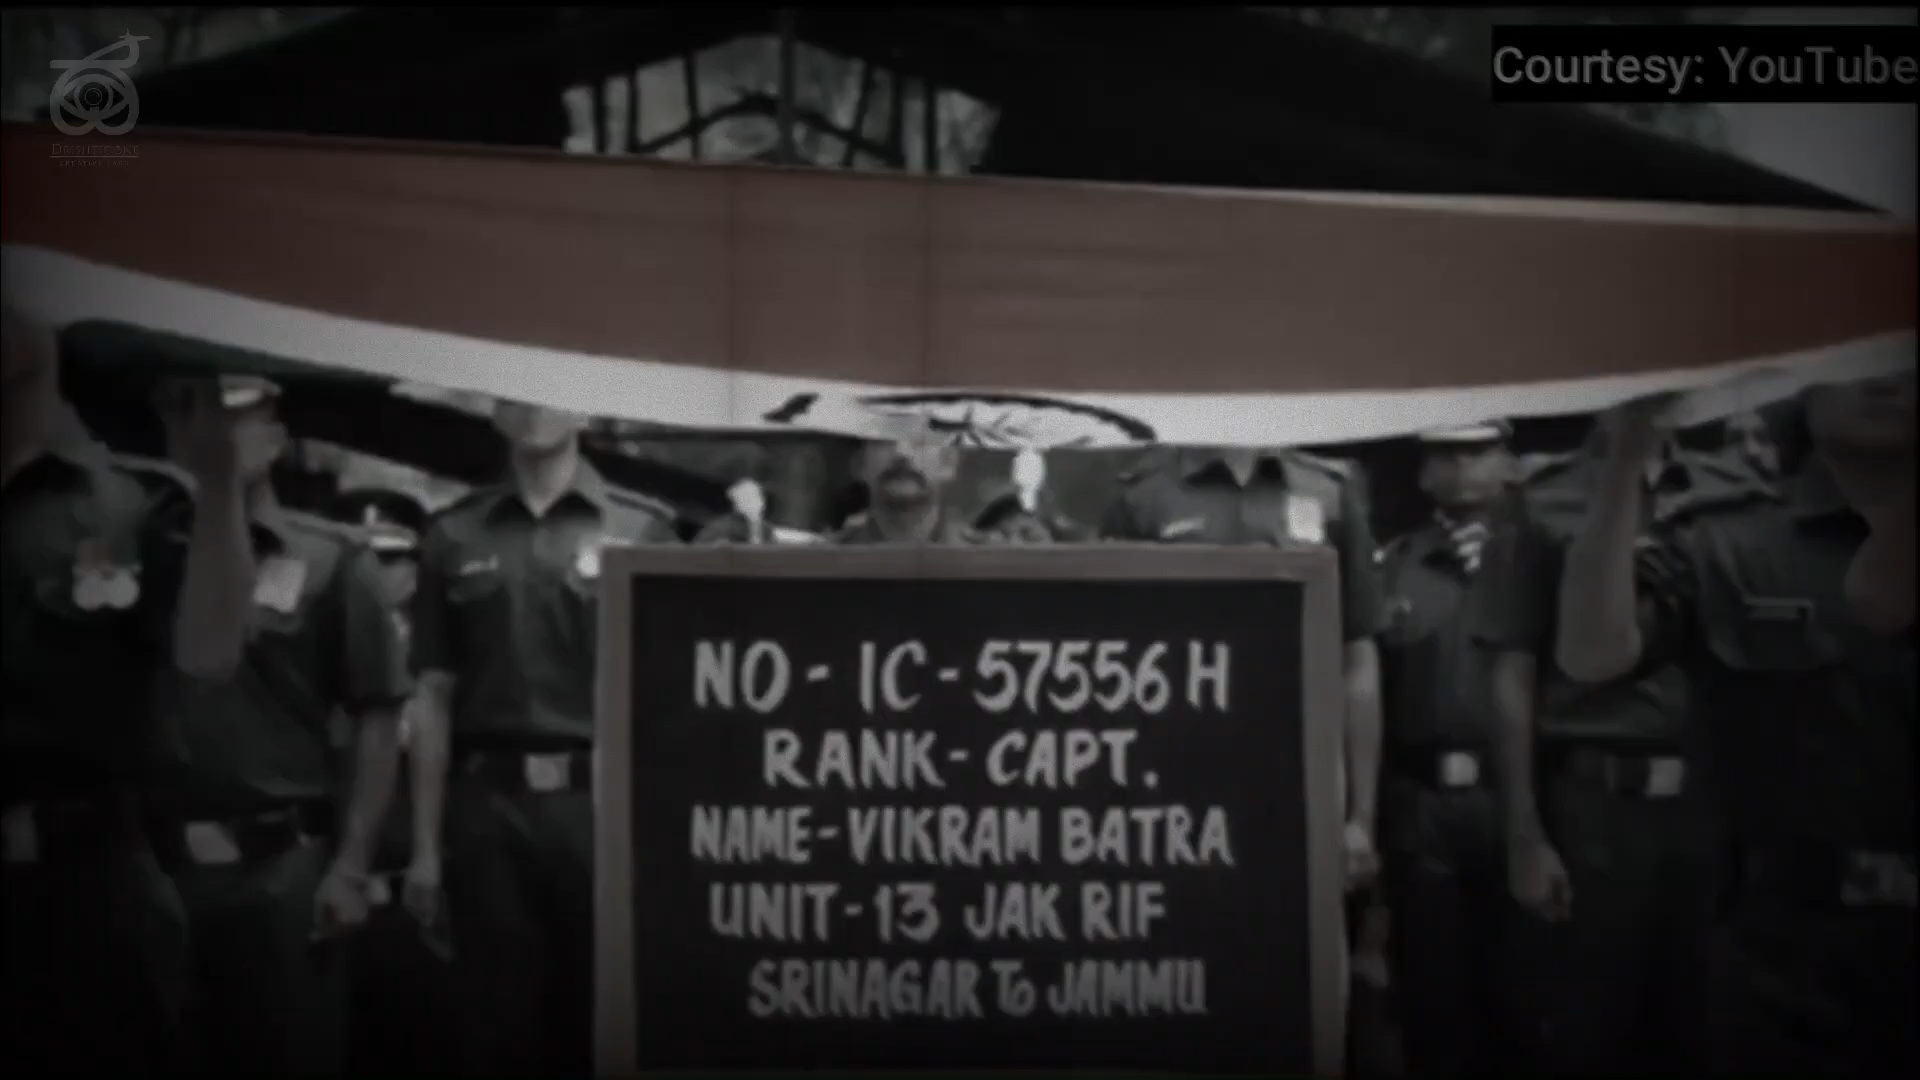 Courtesy: YouTube
NO - IC - 57556 H
RANK - CAPT.
NAME - VIKRAM BATRA
UNIT - 13 JAK RIF
SRINAGAR To JAMMU